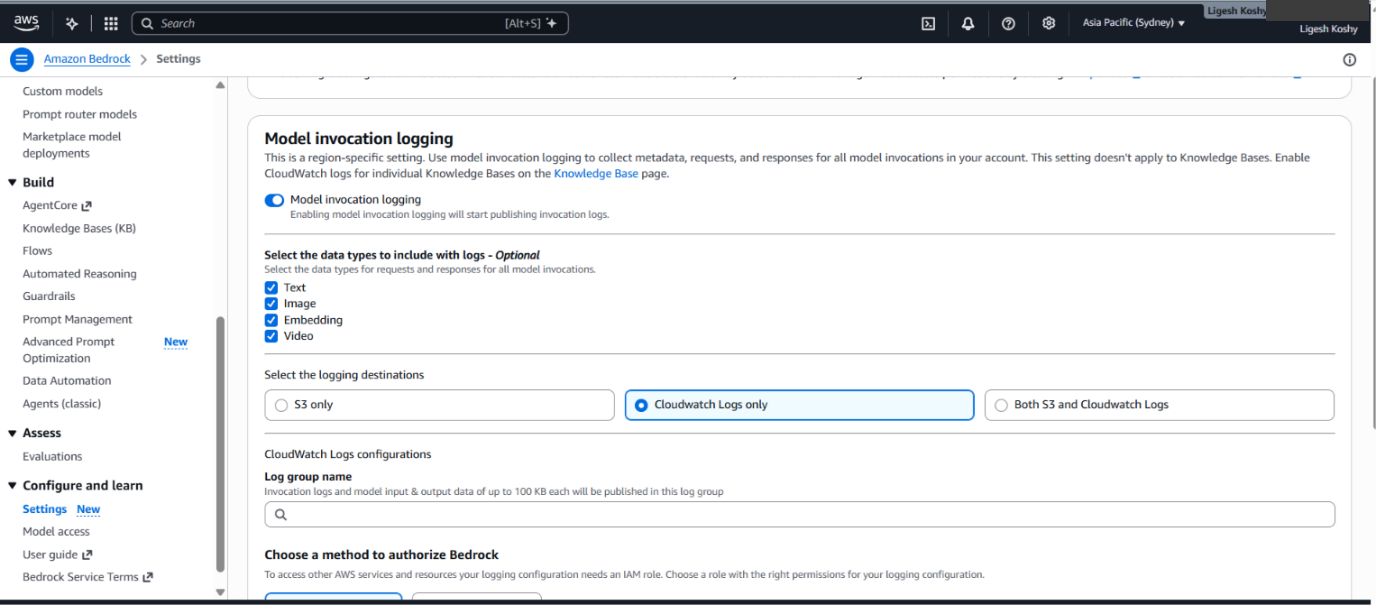 aws
Search
[Alt+S]
Asia Pacific (Sydney)
Ligesh Koshy
Ligesh Koshy
Amazon Bedrock
Settings
Custom models
Prompt router models
Marketplace model
deployments
Build
AgentCore
Knowledge Bases (KB)
Flows
Automated Reasoning
Guardrails
Prompt Management
Advanced Prompt
Optimization
New
Data Automation
Agents (classic)
Assess
Evaluations
Configure and learn
Settings New
Model access
User guide
Bedrock Service Terms
Model invocation logging
This is a region-specific setting. Use model invocation logging to collect metadata, requests, and responses for all model invocations in your account. This setting doesn't apply to Knowledge Bases. Enable
CloudWatch logs for individual Knowledge Bases on the Knowledge Base page.
Model invocation logging
Enabling model invocation logging will start publishing invocation logs.
Select the data types to include with logs - Optional
Select the data types for requests and responses for all model invocations.
Text
Image
Embedding
Video
Select the logging destinations
S3 only
Cloudwatch Logs only
Both S3 and Cloudwatch Logs
CloudWatch Logs configurations
Log group name
Invocation logs and model input & output data of up to 100 KB each will be published in this log group
Choose a method to authorize Bedrock
To access other AWS services and resources your logging configuration needs an IAM role. Choose a role with the right permissions for your logging configuration.